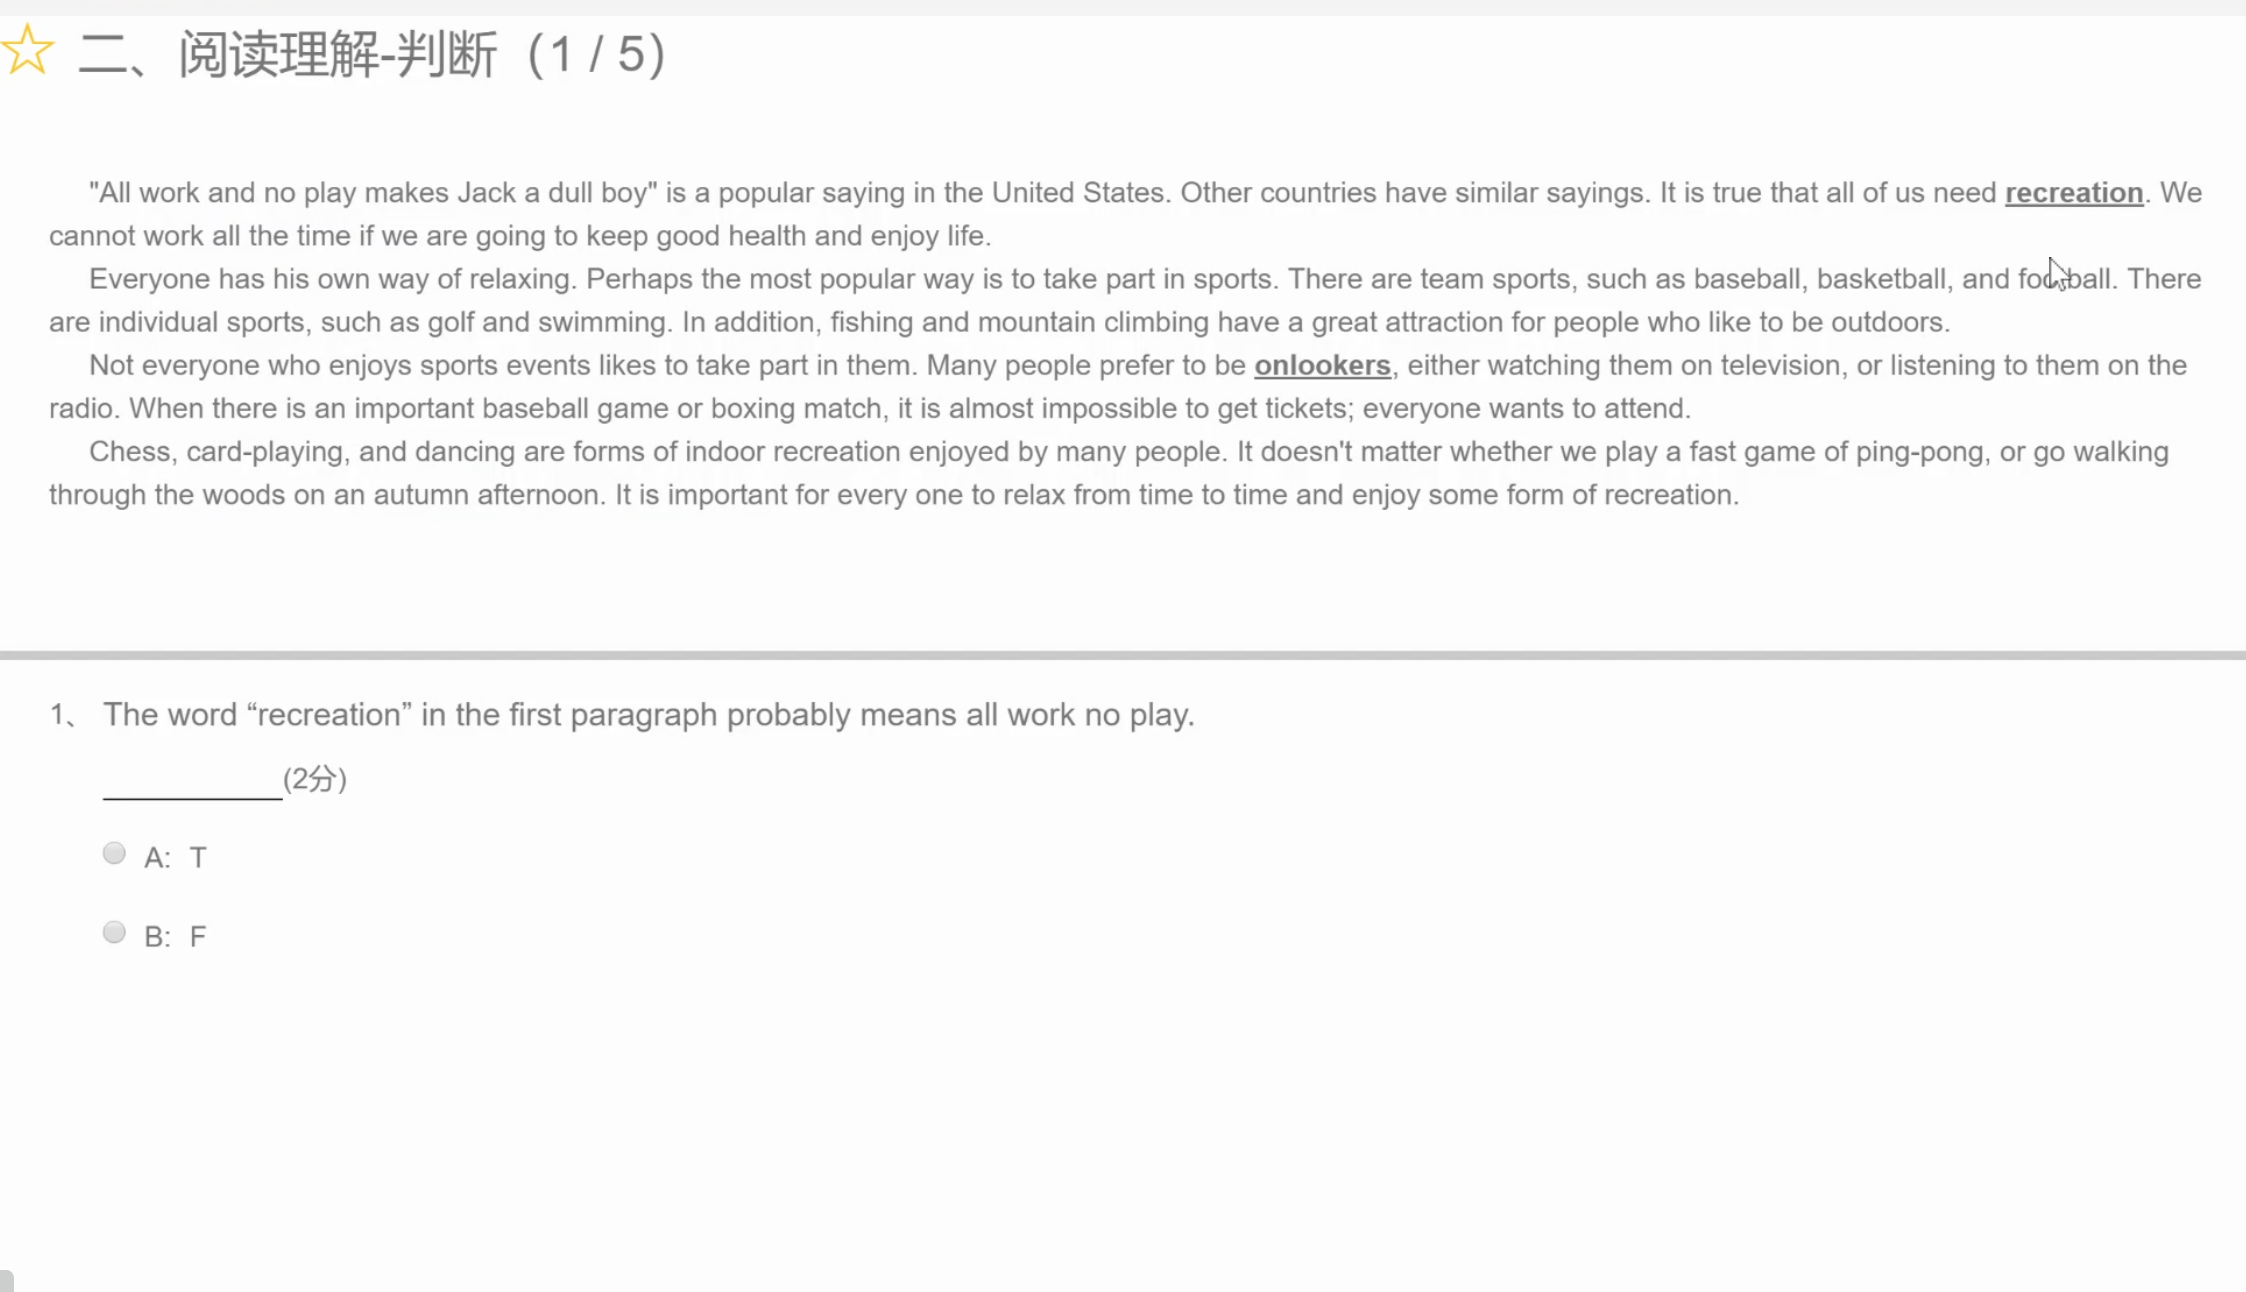 二、阅读理解-判断（1 / 5）
"All work and no play makes Jack a dull boy" is a popular saying in the United States. Other countries have similar sayings. It is true that all of us need recreation. We
cannot work all the time if we are going to keep good health and enjoy life.
Everyone has his own way of relaxing. Perhaps the most popular way is to take part in sports. There are team sports, such as baseball, basketball, and football. There
are individual sports, such as golf and swimming. In addition, fishing and mountain climbing have a great attraction for people who like to be outdoors.
Not everyone who enjoys sports events likes to take part in them. Many people prefer to be onlookers, either watching them on television, or listening to them on the
radio. When there is an important baseball game or boxing match, it is almost impossible to get tickets; everyone wants to attend.
Chess, card-playing, and dancing are forms of indoor recreation enjoyed by many people. It doesn't matter whether we play a fast game of ping-pong, or go walking
through the woods on an autumn afternoon. It is important for every one to relax from time to time and enjoy some form of recreation.
1、 The word “recreation” in the first paragraph probably means all work no play.
__________(2分)
A: T
B: F